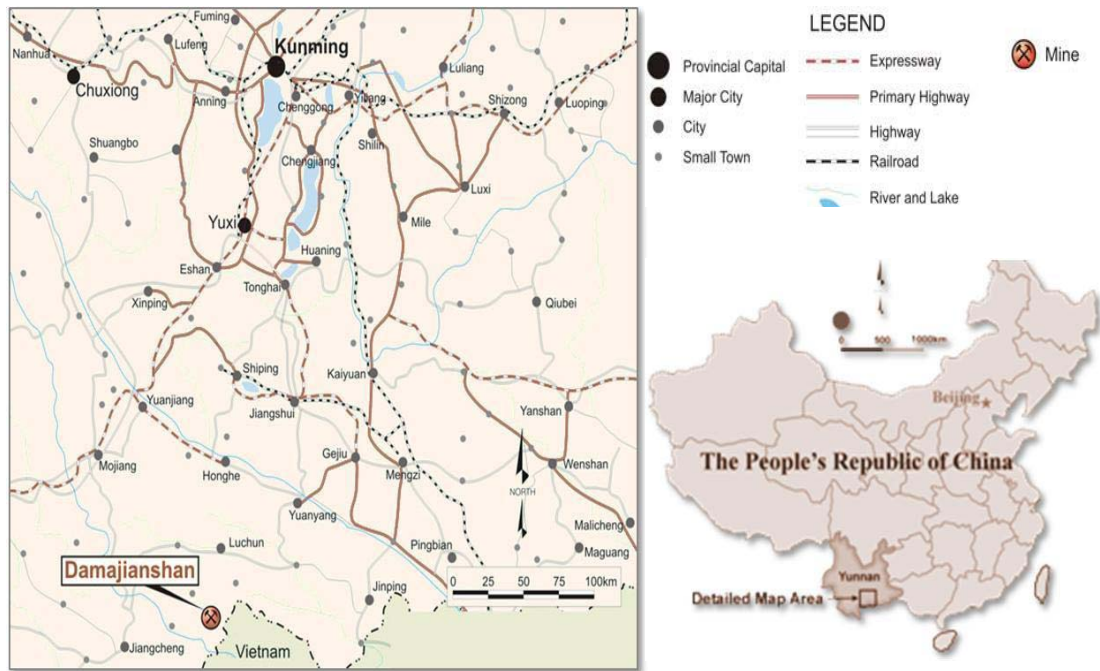 Fuming
Kunming
Nanhua
Lufeng
Luliang
Chuxiong
Anning
Chenggong
Yiliang
Shizong
Luoping
Shuangbo
Chengjiang
Shilin
Luxi
Yuxi
Mile
Huaning
Eshan
Tonghai
Xinping
Qiubei
Shiping
Kaiyuan
Yuanjiang
Jiangshui
Yanshan
Mojiang
Honghe
Gejiu
Mengzi
Wenshan
NORTH
Yuanyang
Malicheng
Luchun
Pingbian
Maguang
Damajianshan
Jinping
0 25 50 75 100km
Jiangcheng
Vietnam
LEGEND
Provincial Capital
Major City
City
Small Town
Expressway
Primary Highway
Highway
Railroad
River and Lake
Mine
0 500 1000km
Beijing
The People's Republic of China
Yunnan
Detailed Map Area